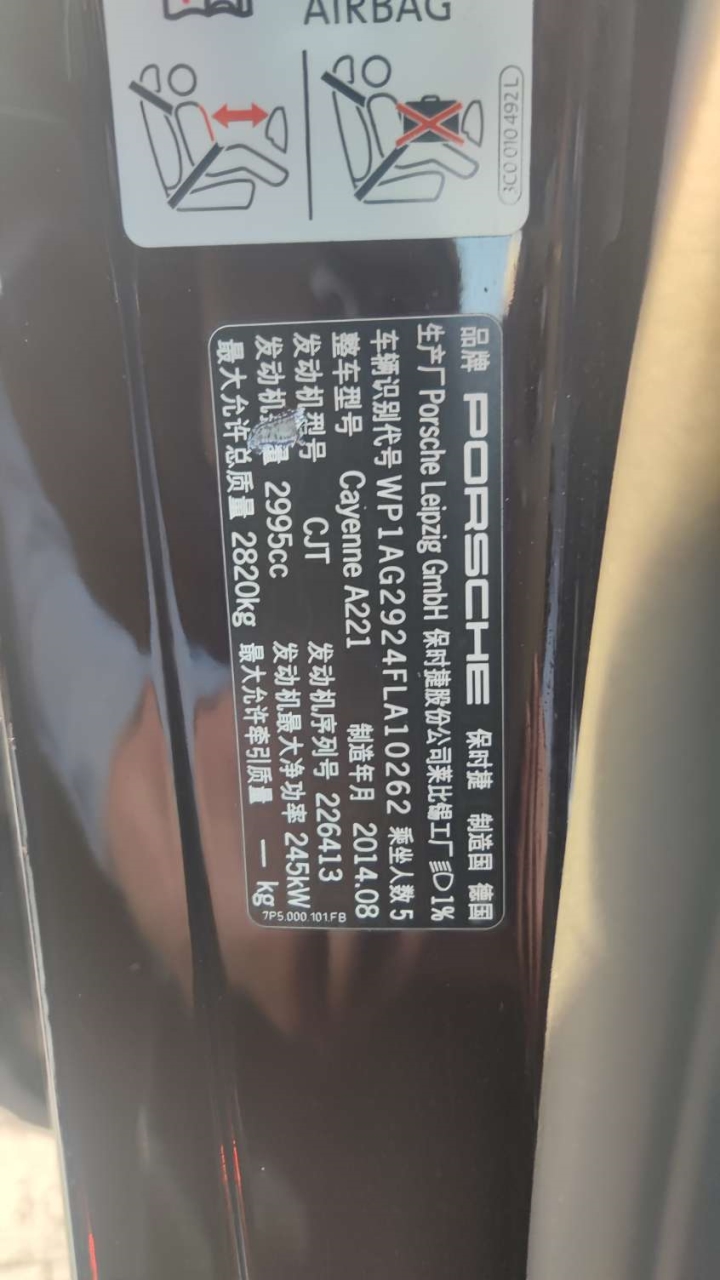 AIRBAG
3C0 010 492 L
品牌 PORSCHE 保时捷 制造国 德国
生产厂 Porsche Leipzig GmbH 保时捷股份公司莱比锡工厂 1%
车辆识别代号 WP1AG2924FLA10262 乘坐人数 5
整车型号 Cayenne A221 制造年月 2014.08
发动机型号 CJT 发动机序列号 226413
发动机 量 2995cc 发动机最大净功率 245kW
最大允许总质量 2820kg 最大允许牵引质量 — kg
7P5.000.101.FB